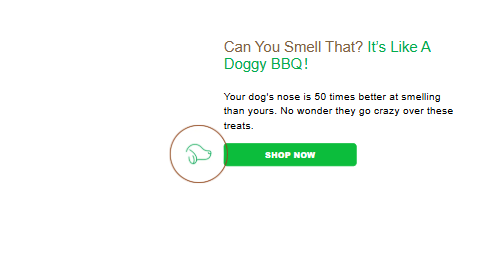 Can You Smell That? It's Like A
Doggy BBQ!
Your dog's nose is 50 times better at smelling
than yours. No wonder they go crazy over these
treats.
SHOP NOW